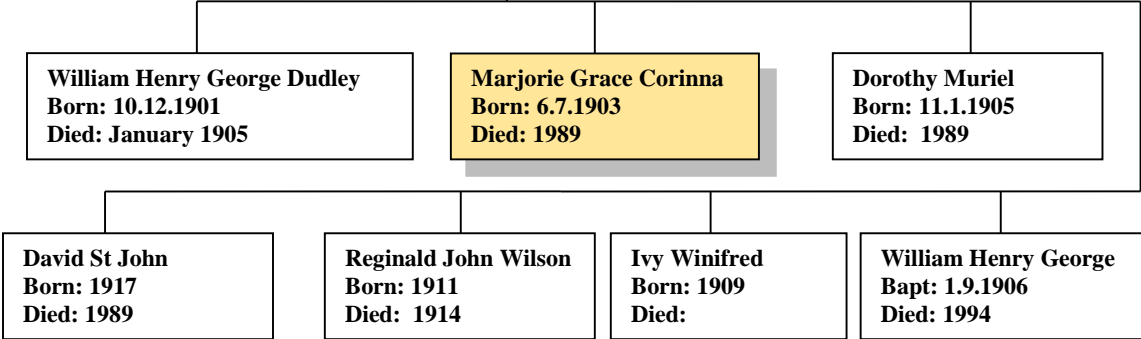 William Henry George Dudley
Born: 10.12.1901
Died: January 1905
Marjorie Grace Corinna
Born: 6.7.1903
Died: 1989
Dorothy Muriel
Born: 11.1.1905
Died: 1989
David St John
Born: 1917
Died: 1989
Reginald John Wilson
Born: 1911
Died: 1914
Ivy Winifred
Born: 1909
Died:
William Henry George
Bapt: 1.9.1906
Died: 1994